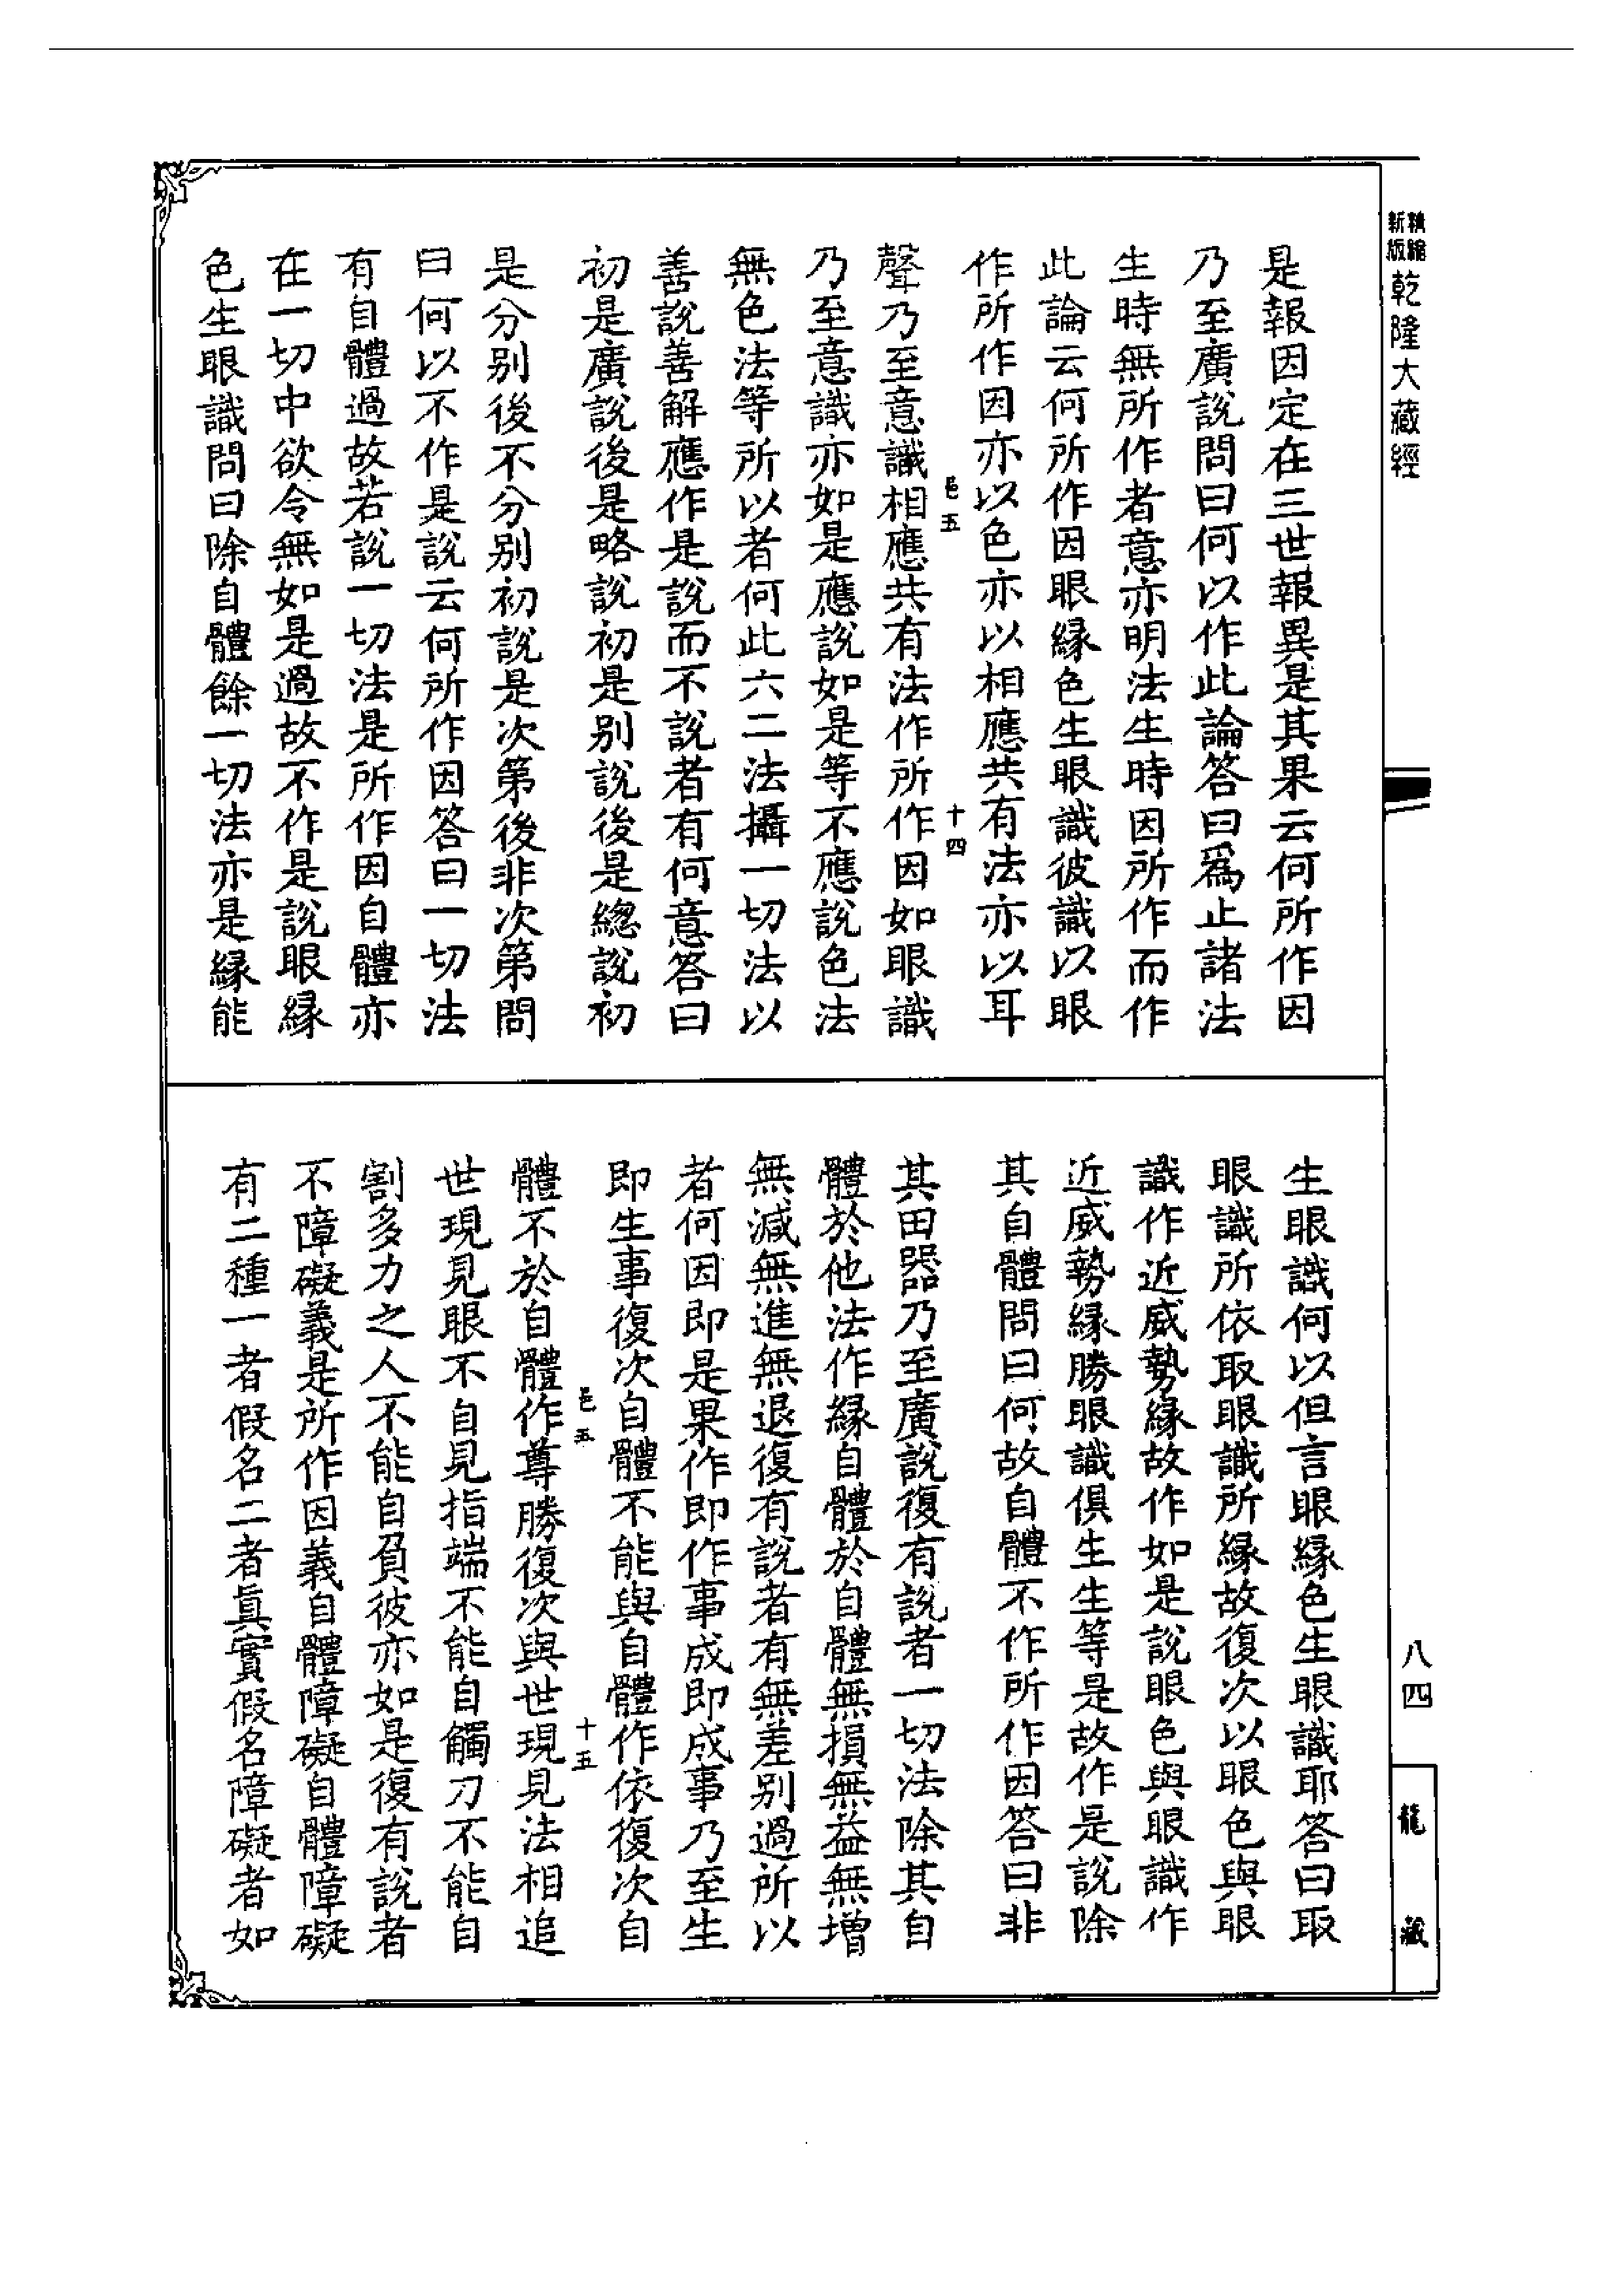 精縮
新版
乾隆大藏經
是報因定在三世報異是其果云何所作因
乃至廣說問曰何以作此論答曰爲止諸法
生時無所作者意亦明法生時因所作而作
此論云何所作因眼緣色生眼識彼識以眼
作所作因亦以色亦以相應共有法亦以耳
邑五
十四
聲乃至意識相應共有法作所作因如眼識
乃至意識亦如是應說如是等不應說色法
無色法等所以者何此六二法攝一切法以
善說善解應作是說而不說者有何意答曰
初是廣說後是略說初是別說後是總說初
是分別後不分別初說是次第後非次第問
曰何以不作是說云何所作因答曰一切法
有自體過故若說一切法是所作因自體亦
在一切中欲令無如是過故不作是說眼緣
色生眼識問曰除自體餘一切法亦是緣能
生眼識何以但言眼緣色生眼識耶答曰取
眼識所依取眼識所緣故復次以眼色與眼
識作近威勢緣故作如是說眼色與眼識作
近威勢緣勝眼識俱生生等是故作是說除
其自體問曰何故自體不作所作因答曰非
其田器乃至廣說復有說者一切法除其自
體於他法作緣自體於自體無損無益無增
無減無進無退復有說者有無差別過所以
者何因即是果作即作事成即成事乃至生
即生事復次自體不能與自體作依復次自
邑五
十五
體不於自體作尊勝復次與世現見法相違
世現見眼不自見指端不能自觸刀不能自
割多力之人不能自負彼亦如是復有說者
不障礙義是所作因義自體障礙自體障礙
有二種一者假名二者眞實假名障礙者如
八四
龍藏